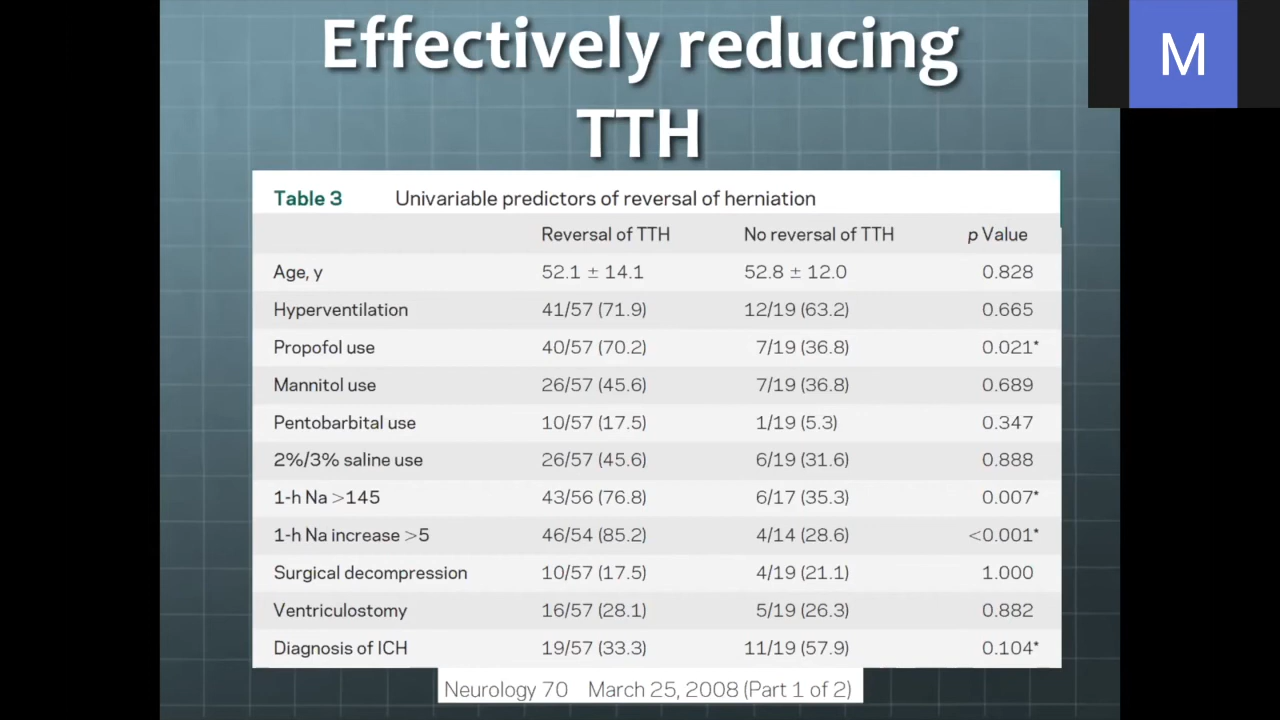 Effectively reducing
TTH
M
Table 3 Univariable predictors of reversal of herniation
Reversal of TTH No reversal of TTH p Value
Age, y 52.1 ± 14.1 52.8 ± 12.0 0.828
Hyperventilation 41/57 (71.9) 12/19 (63.2) 0.665
Propofol use 40/57 (70.2) 7/19 (36.8) 0.021*
Mannitol use 26/57 (45.6) 7/19 (36.8) 0.689
Pentobarbital use 10/57 (17.5) 1/19 (5.3) 0.347
2%/3% saline use 26/57 (45.6) 6/19 (31.6) 0.888
1-h Na >145 43/56 (76.8) 6/17 (35.3) 0.007*
1-h Na increase >5 46/54 (85.2) 4/14 (28.6) <0.001*
Surgical decompression 10/57 (17.5) 4/19 (21.1) 1.000
Ventriculostomy 16/57 (28.1) 5/19 (26.3) 0.882
Diagnosis of ICH 19/57 (33.3) 11/19 (57.9) 0.104*
Neurology 70 March 25, 2008 (Part 1 of 2)